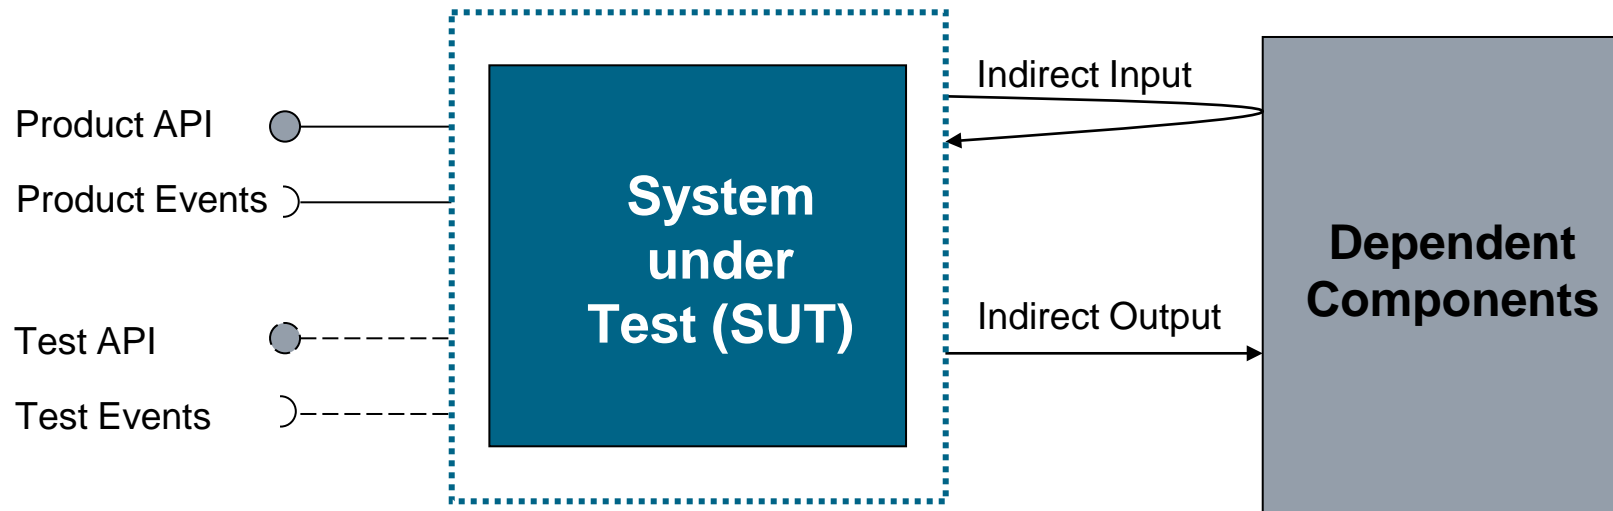 Product API
Product Events
Test API
Test Events
System
under
Test (SUT)
Indirect Input
Indirect Output
Dependent
Components